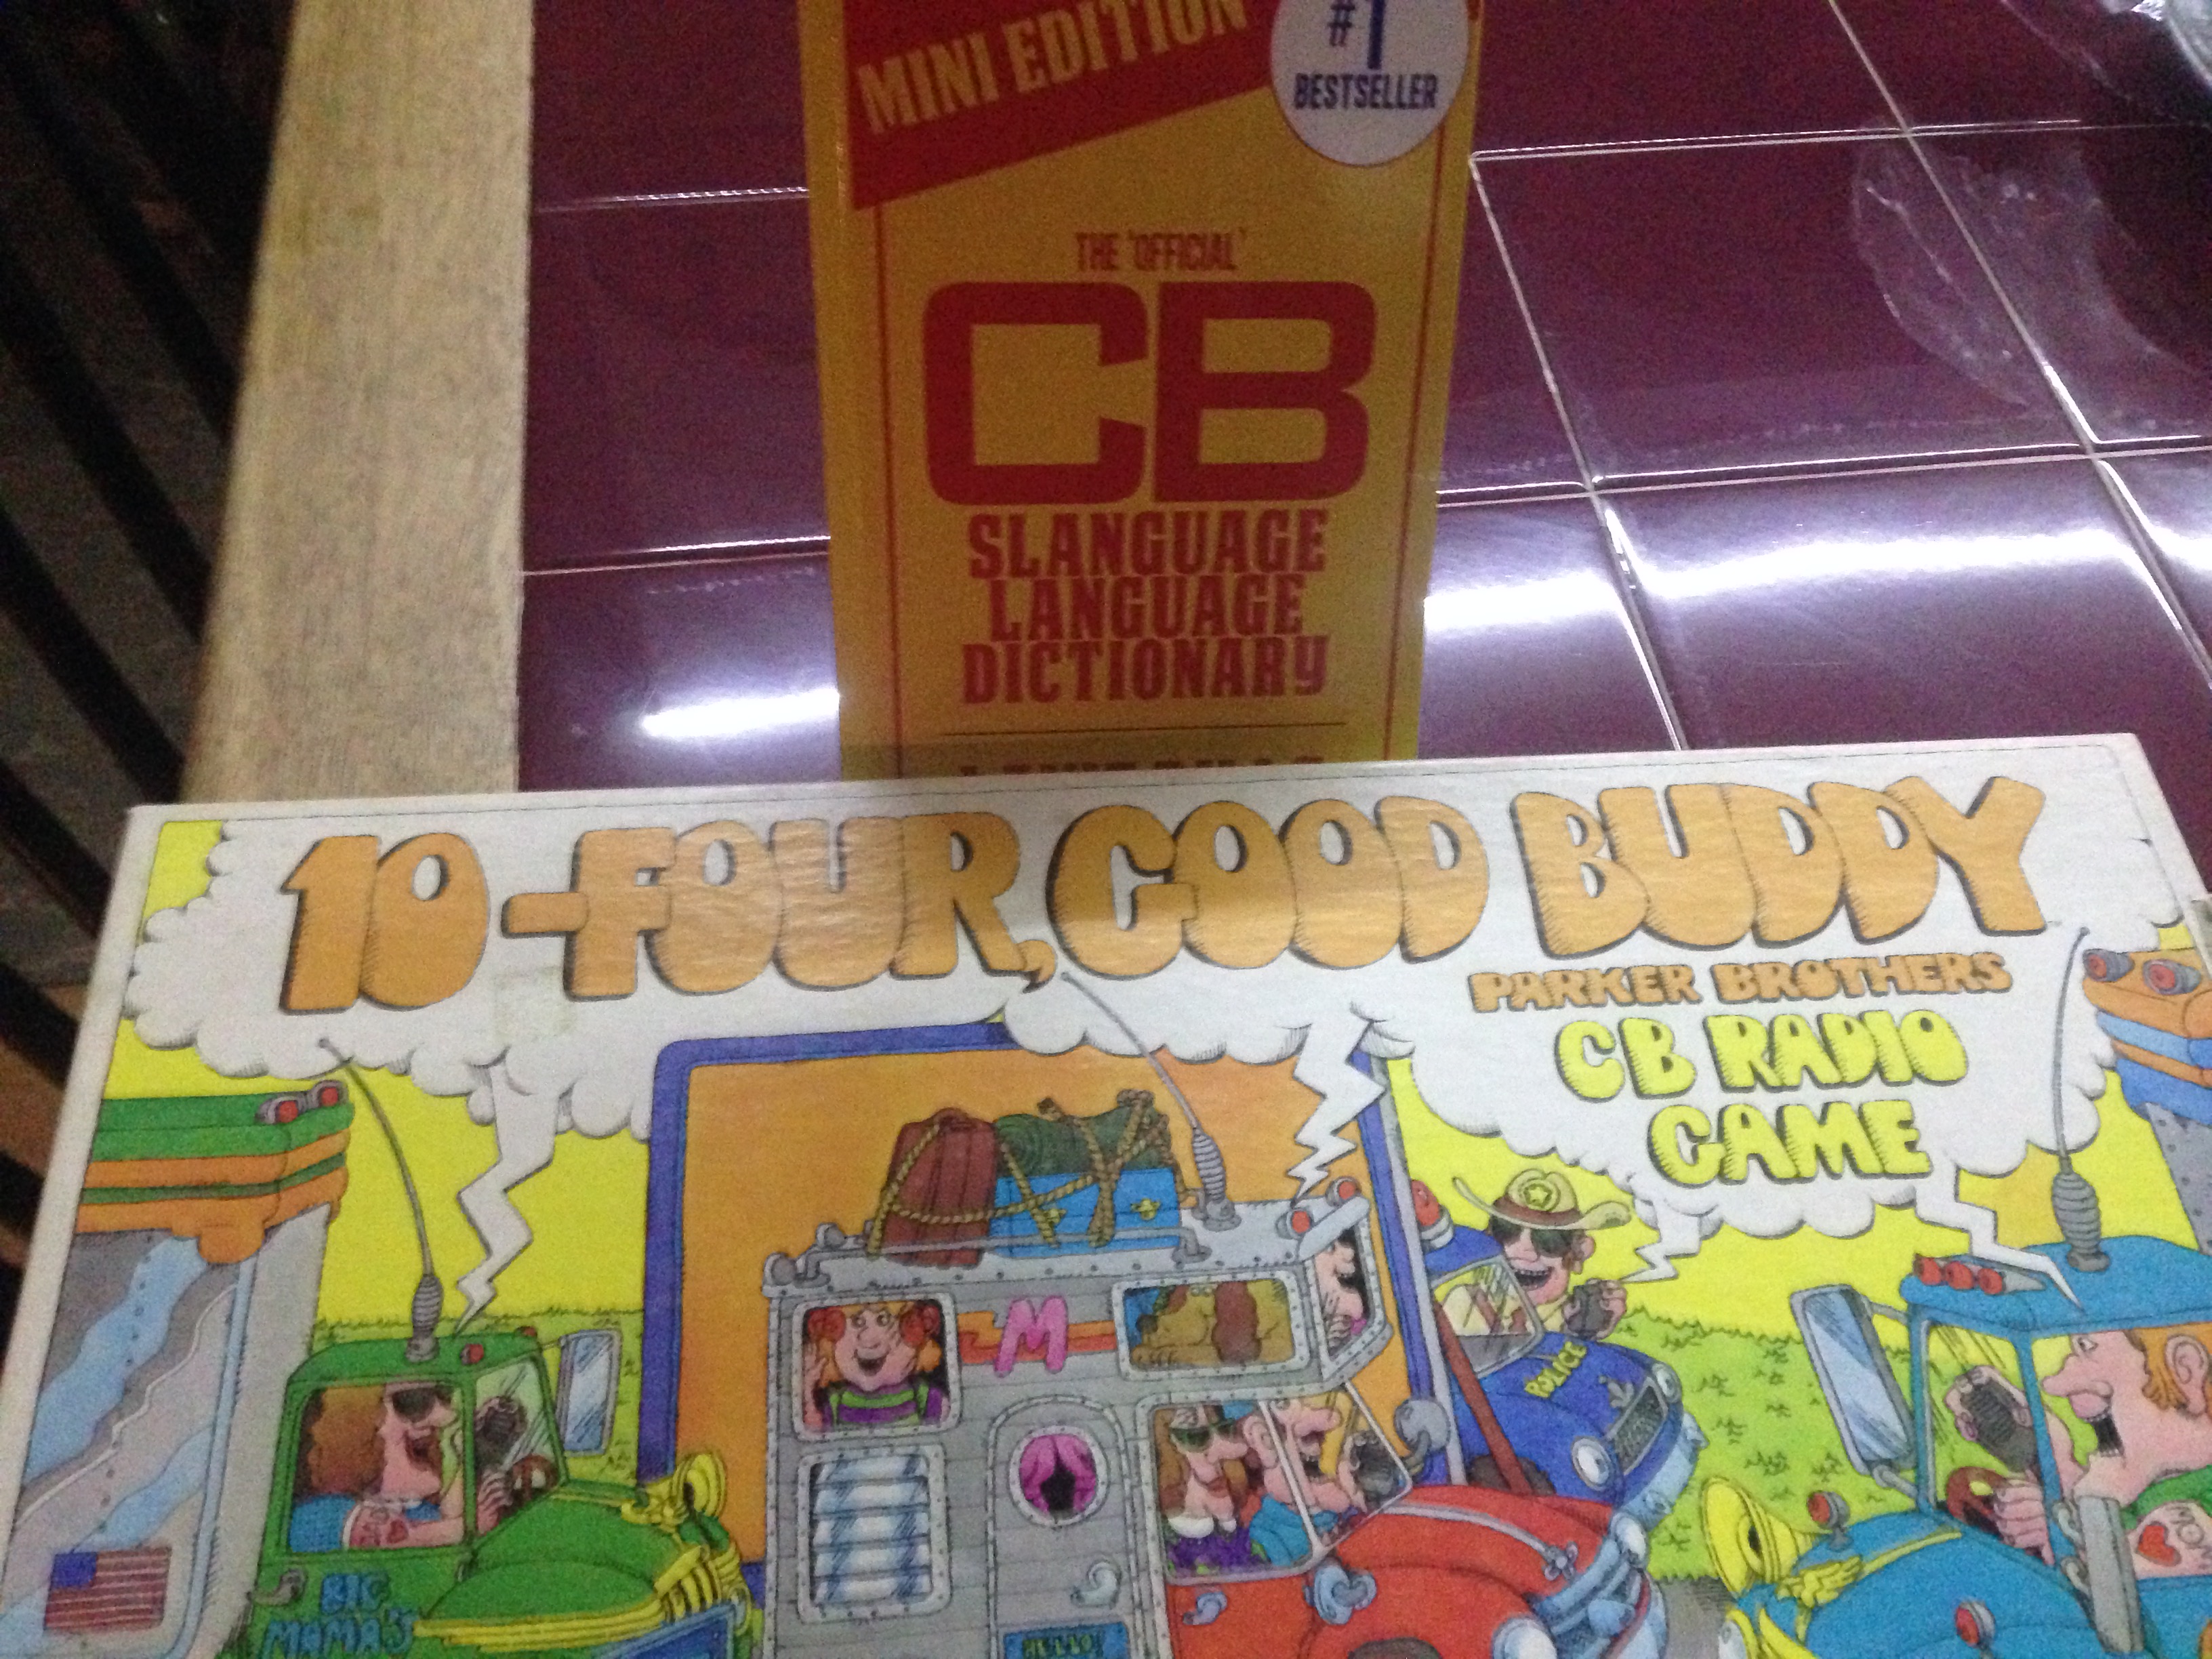 MINI EDITION
#1
BESTSELLER
THE 'OFFICIAL'
CB
SLANGUAGE
LANGUAGE
DICTIONARY
10-FOUR, GOOD BUDDY
PARKER BROTHERS
CB RADIO
GAME
M
POLICE
BIG
MAMA'S
HELLO!